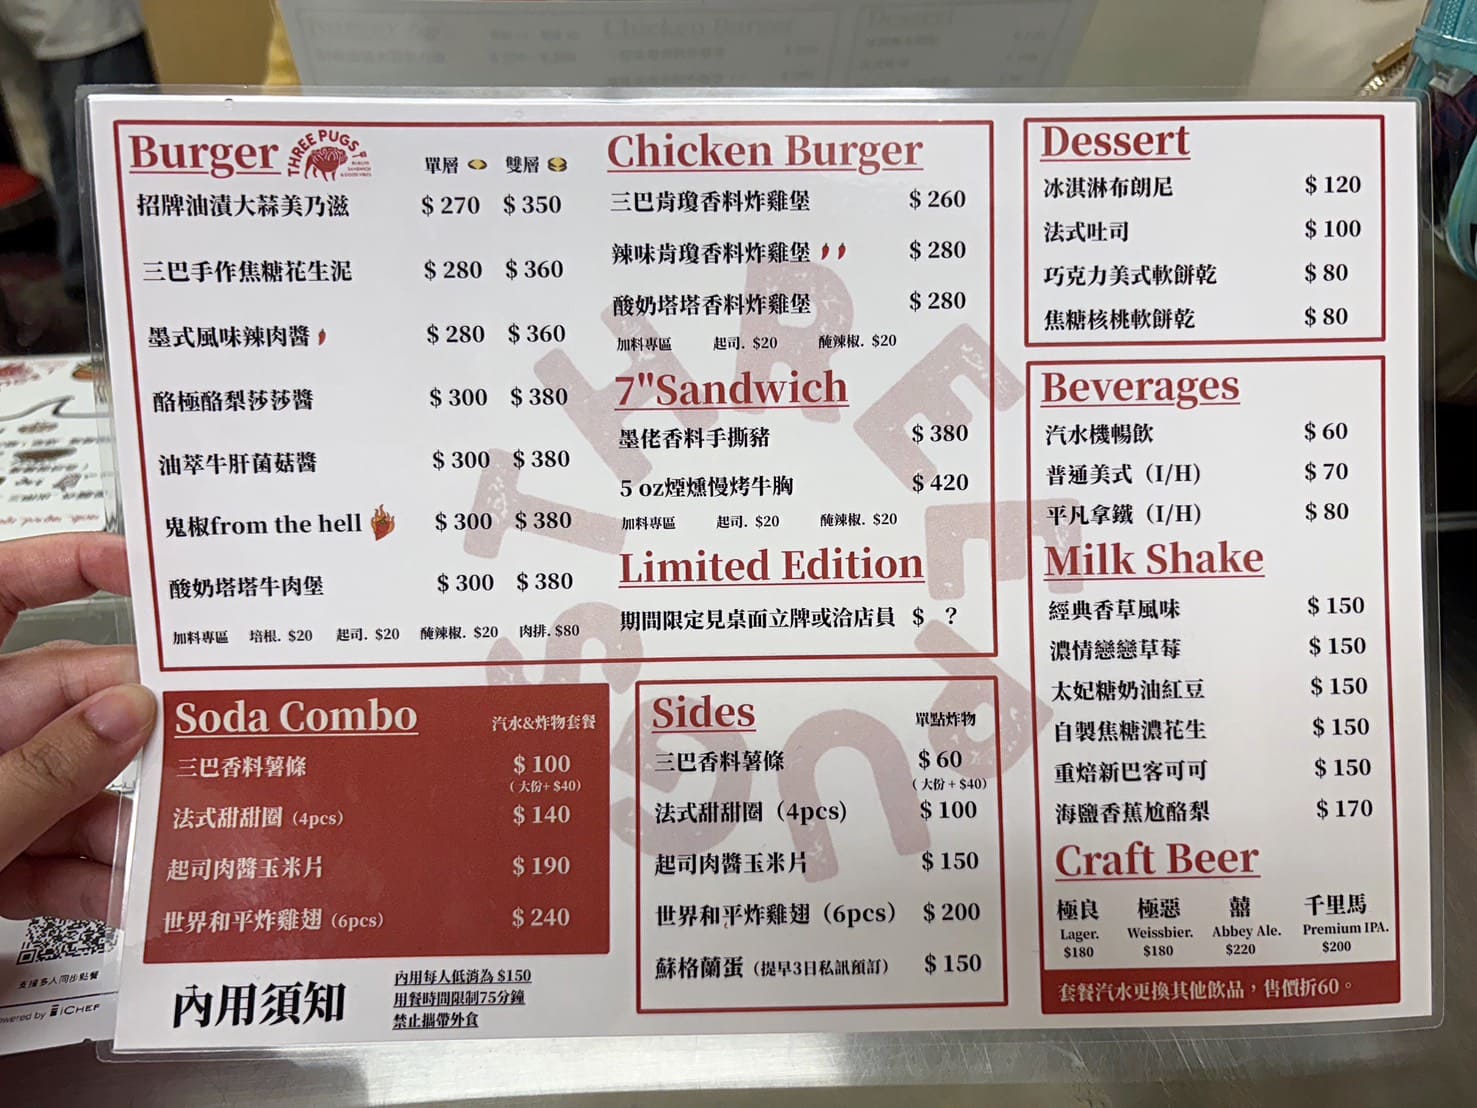 Burger THREE PUGS 單層 雙層
招牌油漬大蒜美乃滋 $270 $350
三巴手作焦糖花生泥 $280 $360
墨式風味辣肉醬 $280 $360
酪極酪梨莎莎醬 $300 $380
油萃牛肝菌菇醬 $300 $380
鬼椒from the hell $300 $380
酸奶塔塔牛肉堡 $300 $380
加料專區 培根. $20 起司. $20 醃辣椒. $20 肉排. $80
Chicken Burger
三巴肯瓊香料炸雞堡 $260
辣味肯瓊香料炸雞堡 $280
酸奶塔塔香料炸雞堡 $280
加料專區 起司. $20 醃辣椒. $20
7"Sandwich
墨佬香料手撕豬 $380
5 oz煙燻慢烤牛胸 $420
加料專區 起司. $20 醃辣椒. $20
Limited Edition
期間限定見桌面立牌或洽店員 $ ?
Dessert
冰淇淋布朗尼 $120
法式吐司 $100
巧克力美式軟餅乾 $80
焦糖核桃軟餅乾 $80
Beverages
汽水機暢飲 $60
普通美式（I/H） $70
平凡拿鐵（I/H） $80
Milk Shake
經典香草風味 $150
濃情戀戀草莓 $150
太妃糖奶油紅豆 $150
自製焦糖濃花生 $150
重焙新巴客可可 $150
海鹽香蕉尬酪梨 $170
Craft Beer
極良 極惡 囍 千里馬
Lager. Weissbier. Abbey Ale. Premium IPA.
$180 $180 $220 $200
套餐汽水更換其他飲品，售價折60。
Soda Combo 汽水&炸物套餐
三巴香料薯條 $100
（大份+ $40）
法式甜甜圈（4pcs） $140
起司肉醬玉米片 $190
世界和平炸雞翅（6pcs） $240
Sides 單點炸物
三巴香料薯條 $60
（大份+ $40）
法式甜甜圈（4pcs） $100
起司肉醬玉米片 $150
世界和平炸雞翅（6pcs） $200
蘇格蘭蛋（提早3日私訊預訂） $150
內用須知
內用每人低消為 $150
用餐時間限制75分鐘
禁止攜帶外食
THREE PUGS
支援多人同步點餐
owered by iCHEF